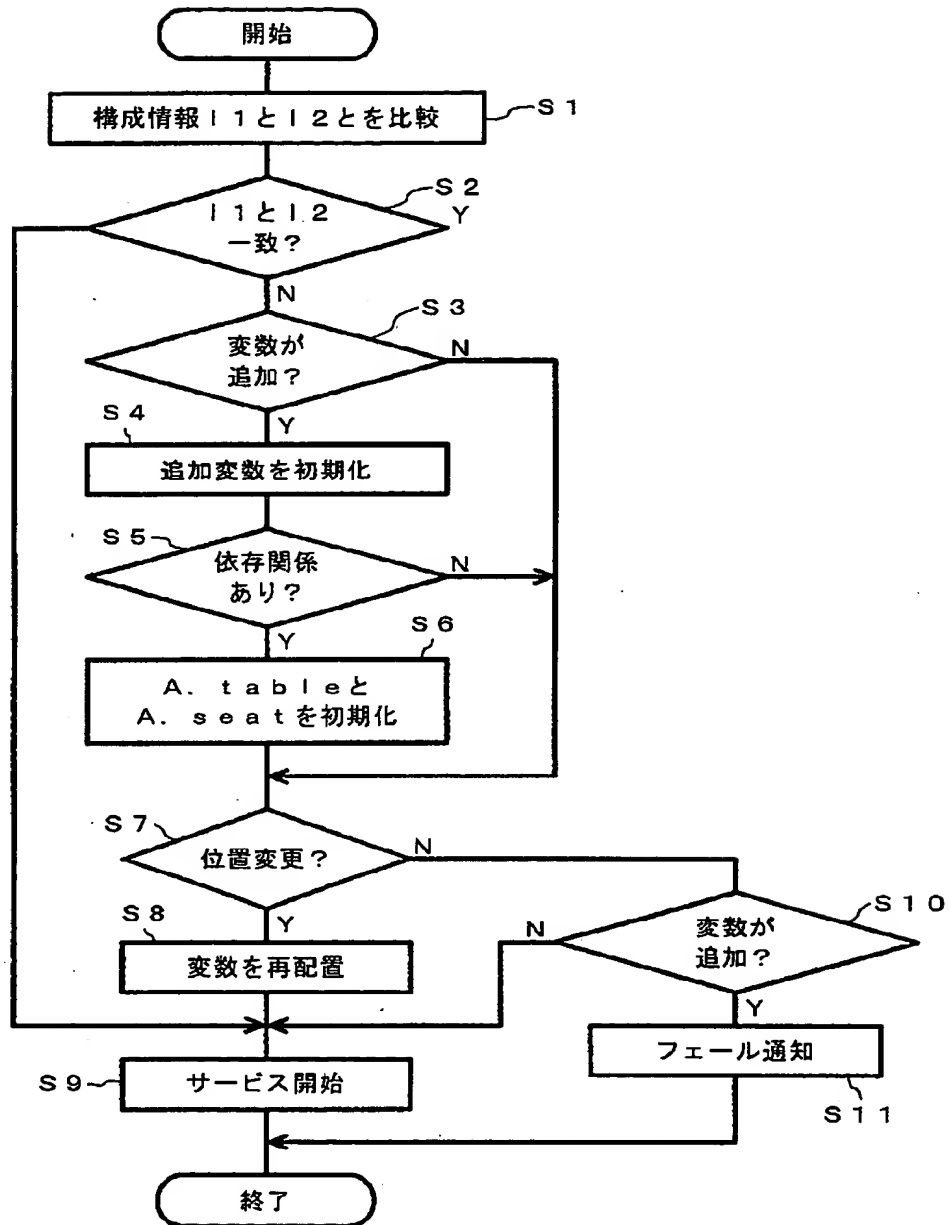 開始
構成情報I1とI2とを比較
S1
S2
I1とI2
一致?
Y
N
S3
変数が
追加?
N
Y
S4
追加変数を初期化
S5
依存関係
あり?
N
Y
S6
A. tableと
A. seatを初期化
S7
位置変更?
N
Y
S8
変数を再配置
S10
変数が
追加?
N
Y
S9
サービス開始
フェール通知
S11
終了